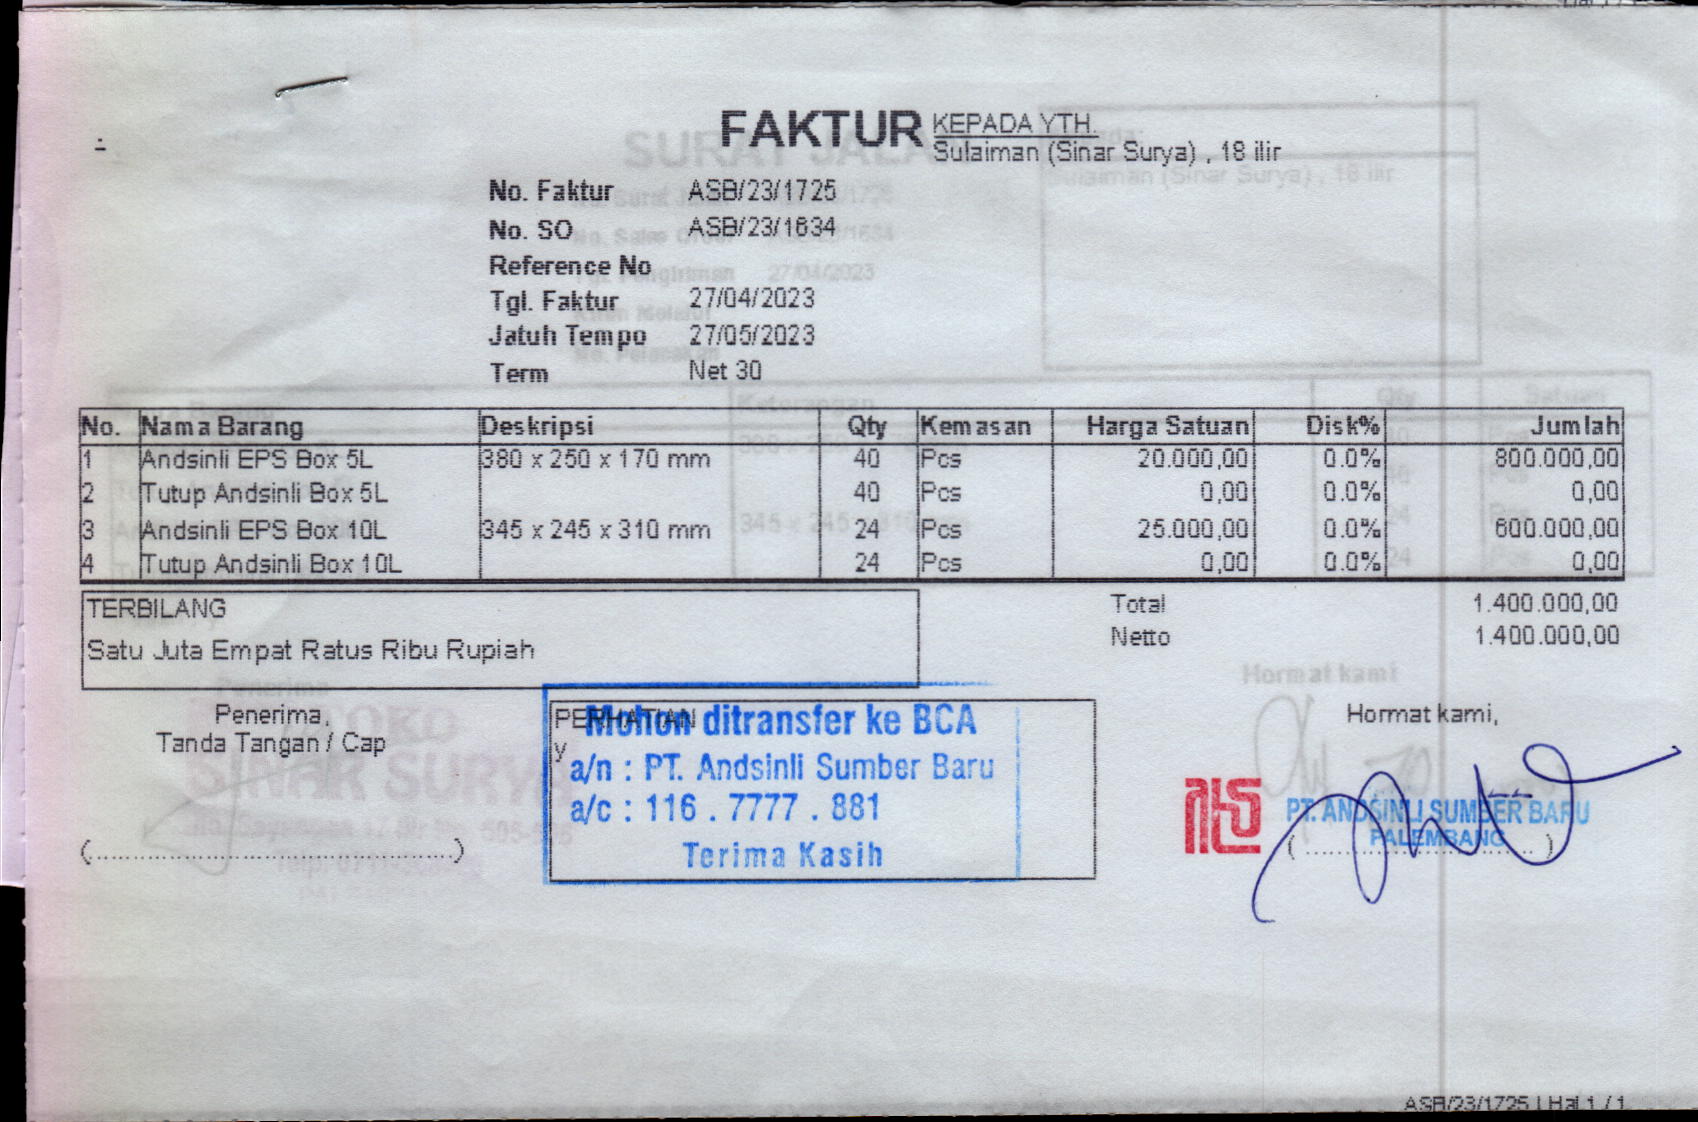 FAKTUR
KEPADA YTH.
Sulaiman (Sinar Surya) , 18 ilir
No. Faktur ASB/23/1725
No. SO ASB/23/1634
Reference No
Tgl. Faktur 27/04/2023
Jatuh Tempo 27/05/2023
Term Net 30
No. Nama Barang Deskripsi Qty Kemasan Harga Satuan Disk% Jumlah
1 Andsinli EPS Box 5L 380 x 250 x 170 mm 40 Pcs 20.000,00 0.0% 800.000,00
2 Tutup Andsinli Box 5L 40 Pcs 0,00 0.0% 0,00
3 Andsinli EPS Box 10L 345 x 245 x 310 mm 24 Pcs 25.000,00 0.0% 600.000,00
4 Tutup Andsinli Box 10L 24 Pcs 0,00 0.0% 0,00
TERBILANG
Satu Juta Empat Ratus Ribu Rupiah
Total 1.400.000,00
Netto 1.400.000,00
Penerima,
Tanda Tangan / Cap
(............................................)
PERHATIAN
y
Mohon ditransfer ke BCA
a/n : PT. Andsinli Sumber Baru
a/c : 116 . 7777 . 881
Terima Kasih
Hormat kami,
PT. ANDSINLI SUMBER BARU
PALEMBANG
ASB/23/1725 | Hal 1 / 1